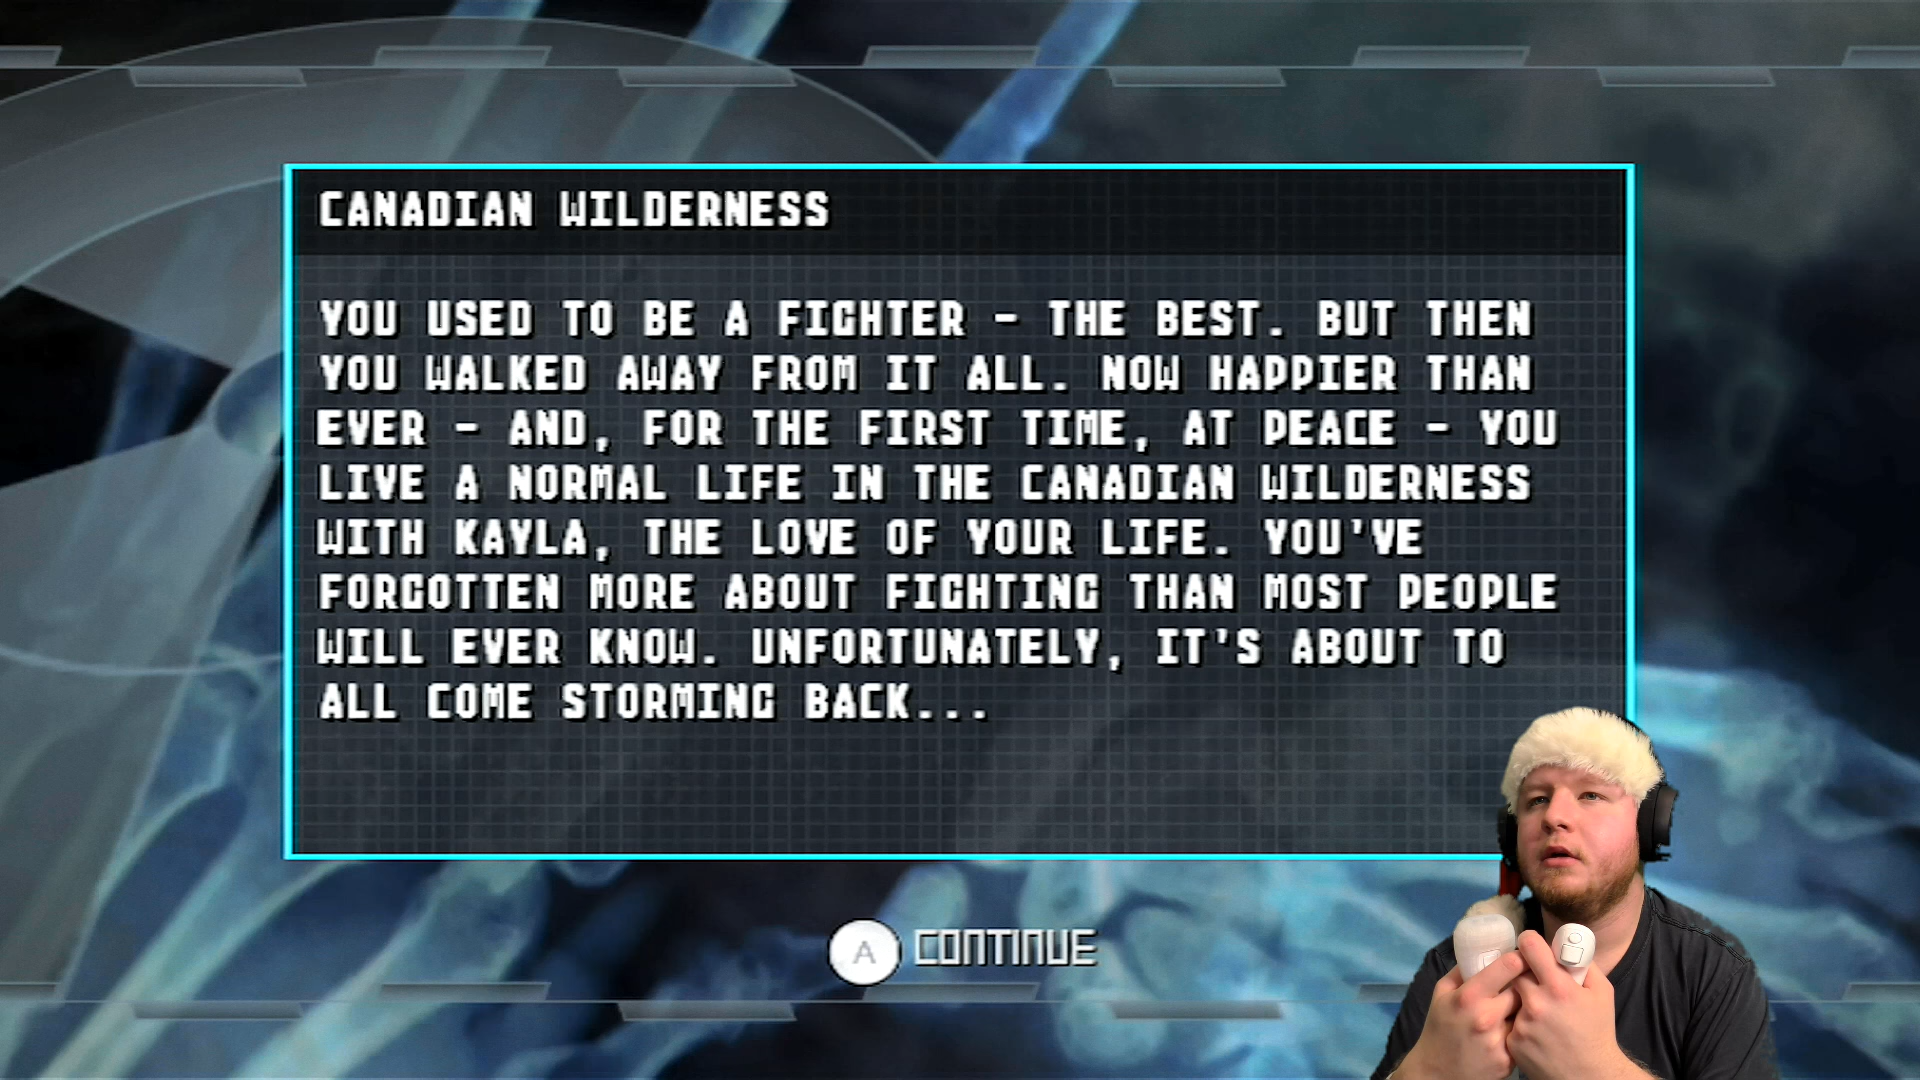 CANADIAN WILDERNESS
YOU USED TO BE A FIGHTER - THE BEST. BUT THEN
YOU WALKED AWAY FROM IT ALL. NOW HAPPIER THAN
EVER - AND, FOR THE FIRST TIME, AT PEACE - YOU
LIVE A NORMAL LIFE IN THE CANADIAN WILDERNESS
WITH KAYLA, THE LOVE OF YOUR LIFE. YOU'VE
FORGOTTEN MORE ABOUT FIGHTING THAN MOST PEOPLE
WILL EVER KNOW. UNFORTUNATELY, IT'S ABOUT TO
ALL COME STORMING BACK...
A CONTINUE